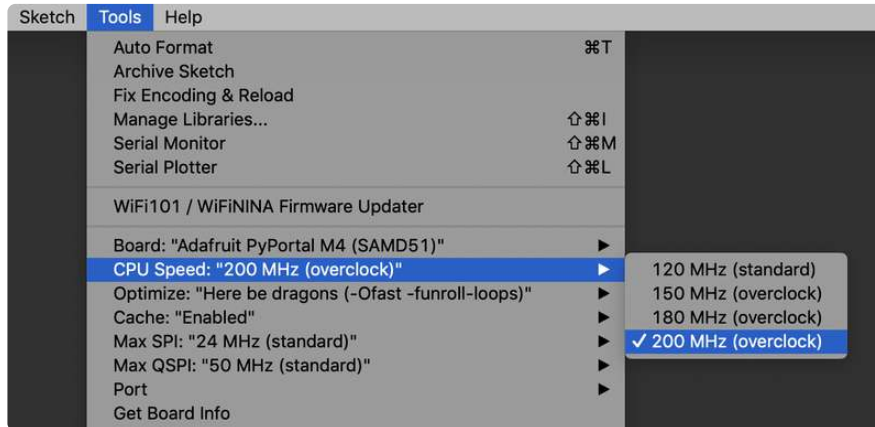 Sketch Tools Help
Auto Format ⌘T
Archive Sketch
Fix Encoding & Reload
Manage Libraries... ⇧⌘I
Serial Monitor ⇧⌘M
Serial Plotter ⇧⌘L
WiFi101 / WiFiNINA Firmware Updater
Board: "Adafruit PyPortal M4 (SAMD51)" ▶
CPU Speed: "200 MHz (overclock)" ▶
Optimize: "Here be dragons (-Ofast -funroll-loops)" ▶
Cache: "Enabled" ▶
Max SPI: "24 MHz (standard)" ▶
Max QSPI: "50 MHz (standard)" ▶
Port ▶
Get Board Info
120 MHz (standard)
150 MHz (overclock)
180 MHz (overclock)
✓ 200 MHz (overclock)